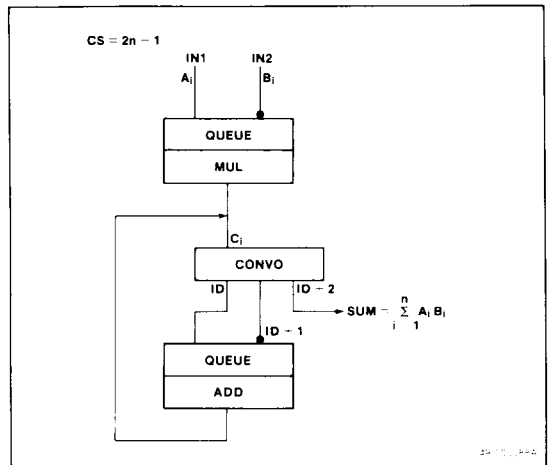 CS = 2n - 1
IN1 IN2
Ai Bi
QUEUE
MUL
Ci
CONVO
ID ID + 2
SUM = n Σ i = 1 Ai Bi
ID + 1
QUEUE
ADD